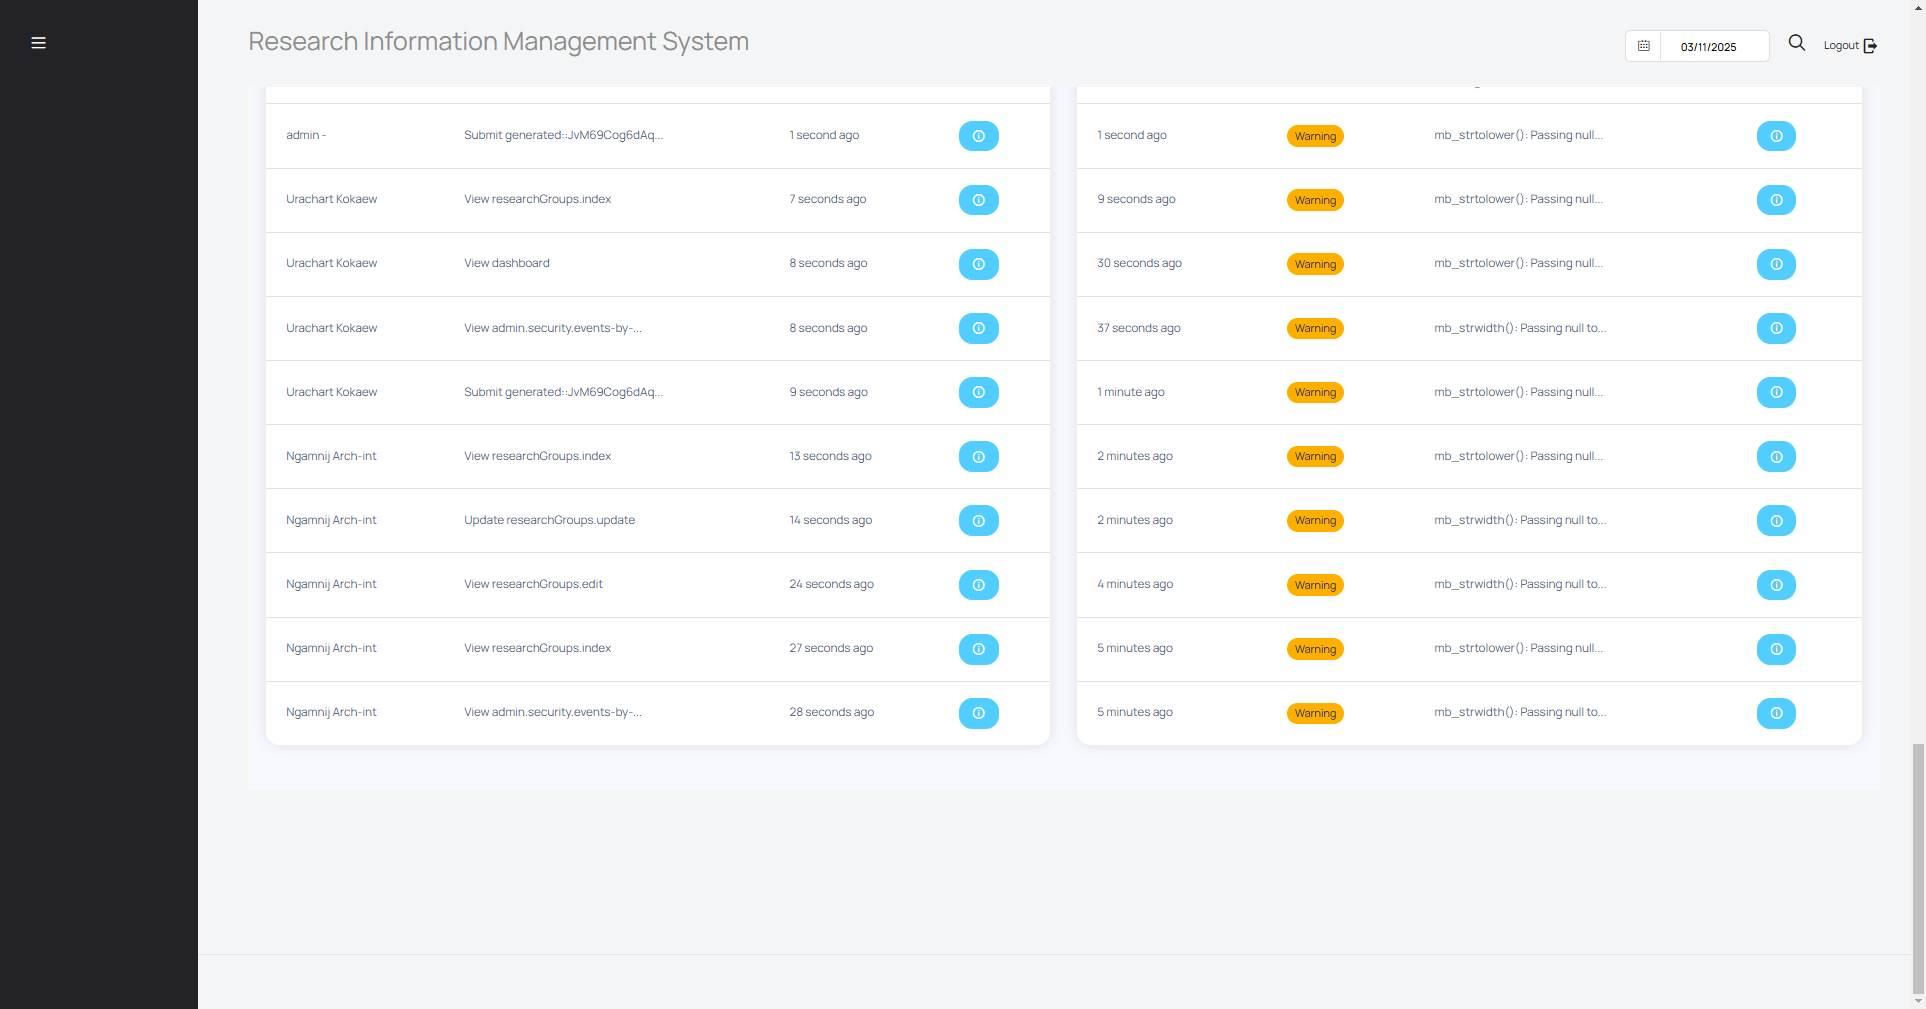 Research Information Management System
03/11/2025
Logout
admin - Submit generated::JvM69Cog6dAq... 1 second ago
Urachart Kokaew View researchGroups.index 7 seconds ago
Urachart Kokaew View dashboard 8 seconds ago
Urachart Kokaew View admin.security.events-by-... 8 seconds ago
Urachart Kokaew Submit generated::JvM69Cog6dAq... 9 seconds ago
Ngamnij Arch-int View researchGroups.index 13 seconds ago
Ngamnij Arch-int Update researchGroups.update 14 seconds ago
Ngamnij Arch-int View researchGroups.edit 24 seconds ago
Ngamnij Arch-int View researchGroups.index 27 seconds ago
Ngamnij Arch-int View admin.security.events-by-... 28 seconds ago
1 second ago Warning mb_strtolower(): Passing null...
9 seconds ago Warning mb_strtolower(): Passing null...
30 seconds ago Warning mb_strtolower(): Passing null...
37 seconds ago Warning mb_strwidth(): Passing null to...
1 minute ago Warning mb_strtolower(): Passing null...
2 minutes ago Warning mb_strtolower(): Passing null...
2 minutes ago Warning mb_strwidth(): Passing null to...
4 minutes ago Warning mb_strwidth(): Passing null to...
5 minutes ago Warning mb_strtolower(): Passing null...
5 minutes ago Warning mb_strwidth(): Passing null to...